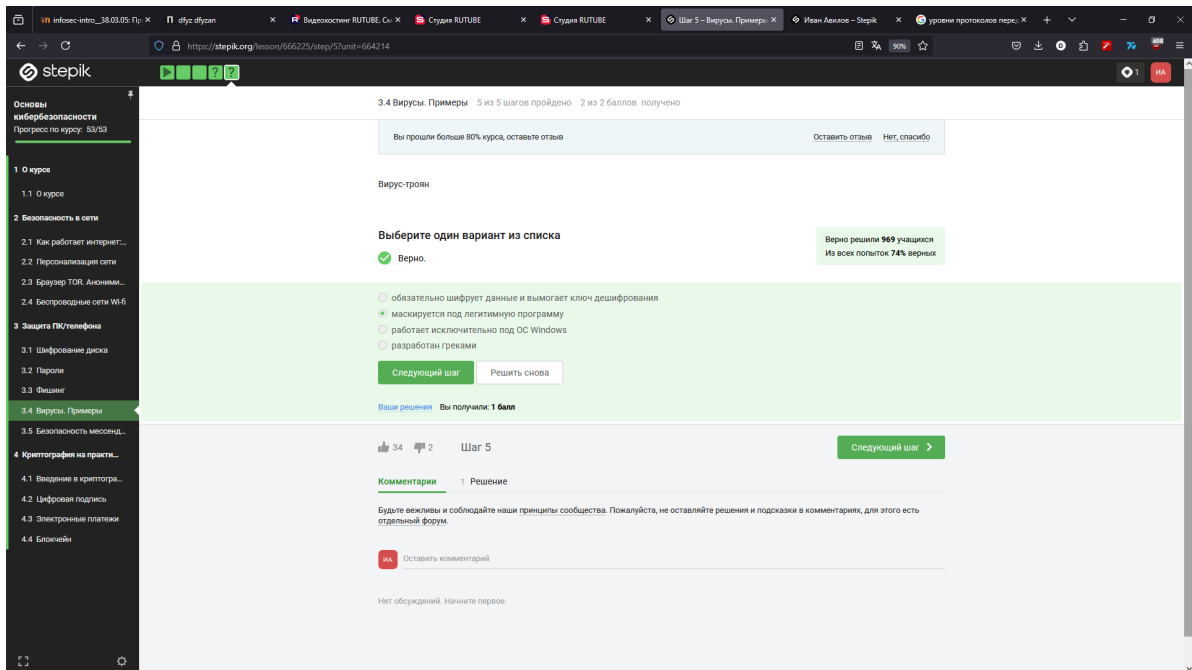 infosec-intro__38.03.05: Пр
dfyz dfyzan
Видеохостинг RUTUBE. См
Студия RUTUBE
Студия RUTUBE
Шаг 5 – Вирусы. Примеры
Иван Авилов – Stepik
уровни протоколов перед
https://stepik.org/lesson/666225/step/5?unit=664214
90%
408
stepik
1
ИА
Основы
кибербезопасности
Прогресс по курсу: 53/53
1 О курсе
1.1 О курсе
2 Безопасность в сети
2.1 Как работает интернет:...
2.2 Персонализация сети
2.3 Браузер TOR. Аноними...
2.4 Беспроводные сети Wi-fi
3 Защита ПК/телефона
3.1 Шифрование диска
3.2 Пароли
3.3 Фишинг
3.4 Вирусы. Примеры
3.5 Безопасность мессенд...
4 Криптография на практи...
4.1 Введение в криптогра...
4.2 Цифровая подпись
4.3 Электронные платежи
4.4 Блокчейн
3.4 Вирусы. Примеры 5 из 5 шагов пройдено 2 из 2 баллов получено
Вы прошли больше 80% курса, оставьте отзыв
Оставить отзыв Нет, спасибо
Вирус-троян
Выберите один вариант из списка
Верно.
Верно решили 969 учащихся
Из всех попыток 74% верных
обязательно шифрует данные и вымогает ключ дешифрования
маскируется под легитимную программу
работает исключительно под ОС Windows
разработан греками
Следующий шаг
Решить снова
Ваши решения Вы получили: 1 балл
34 2 Шаг 5
Следующий шаг
Комментарии 1 Решение
Будьте вежливы и соблюдайте наши принципы сообщества. Пожалуйста, не оставляйте решения и подсказки в комментариях, для этого есть
отдельный форум.
ИА
Оставить комментарий
Нет обсуждений. Начните первое.